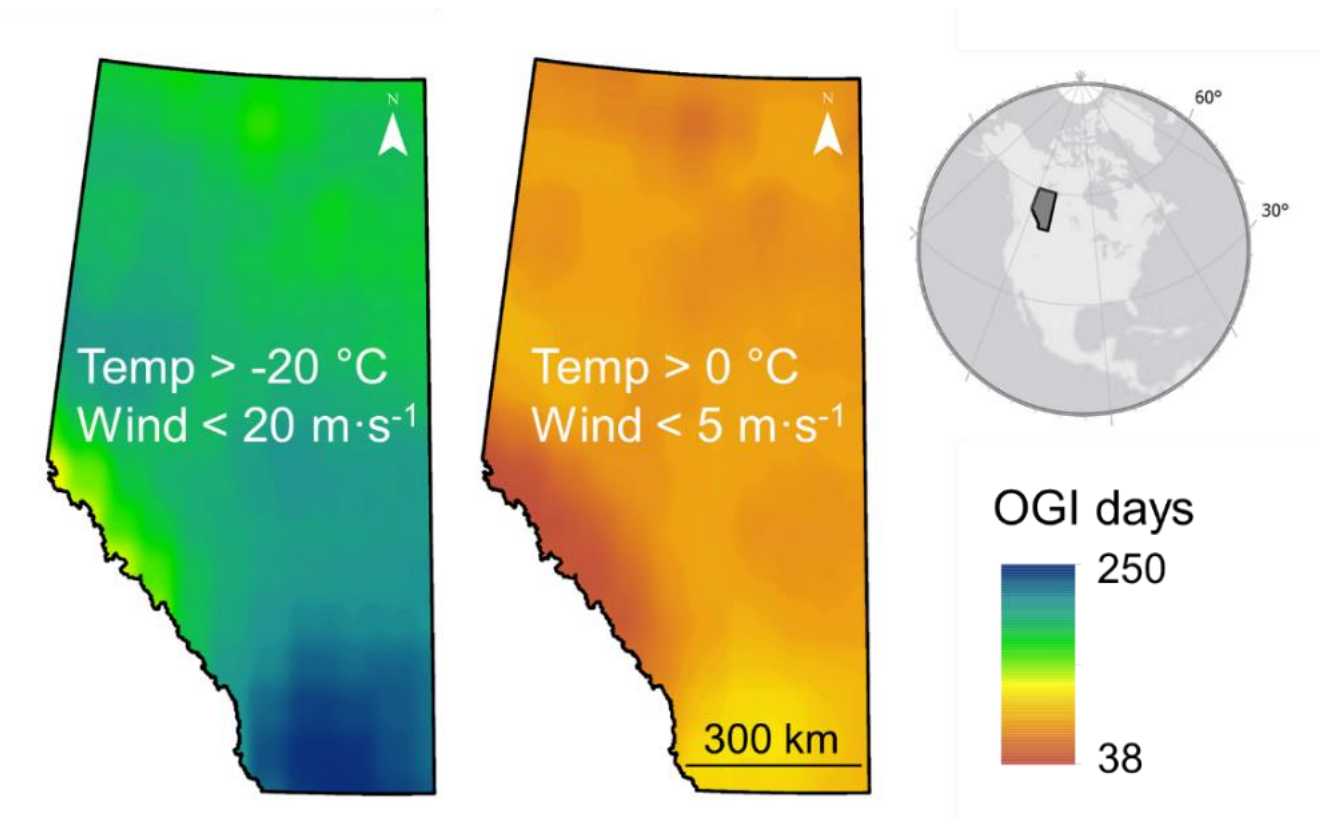 N
Temp > -20 °C
Wind < 20 m·s-1
N
Temp > 0 °C
Wind < 5 m·s-1
300 km
60°
30°
OGI days
250
38